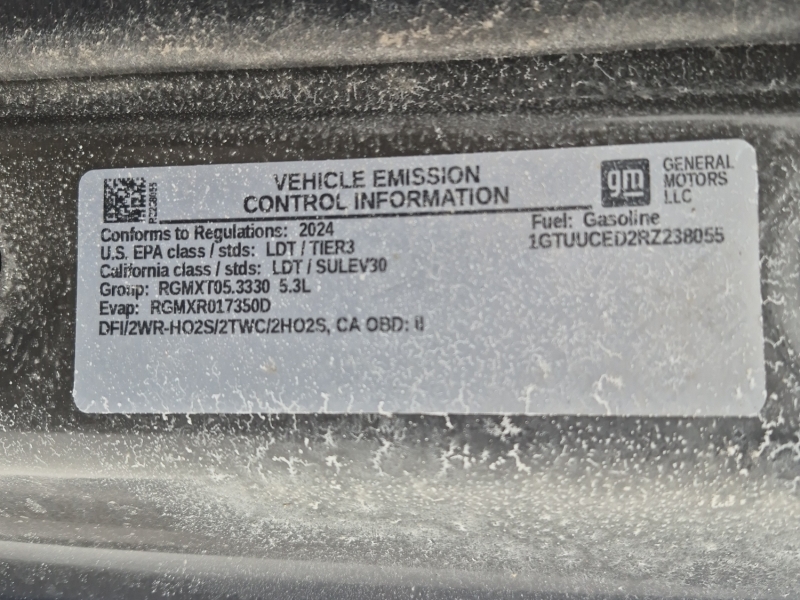 VEHICLE EMISSION
CONTROL INFORMATION
gm
GENERAL
MOTORS
LLC
RZ238055
Conforms to Regulations: 2024
U.S. EPA class / stds: LDT / TIER3
California class / stds: LDT / SULEV30
Group: RGMXT05.3330 5.3L
Evap: RGMXR017350D
DFI/2WR-HO2S/2TWC/2HO2S, CA OBD: II
Fuel: Gasoline
1GTUUCED2RZ238055